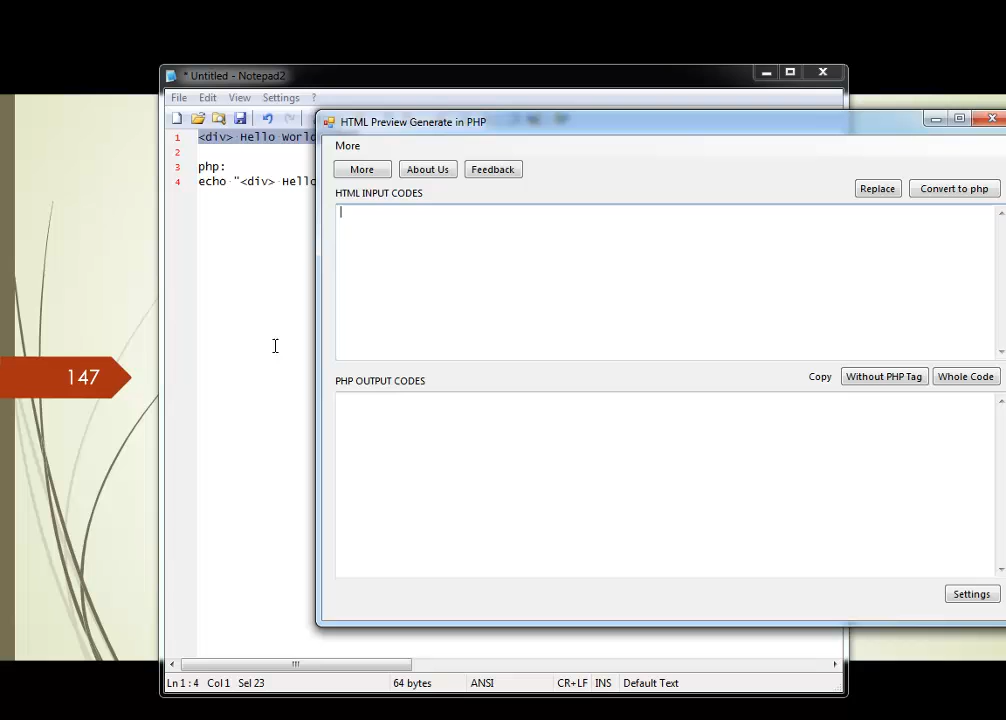 * Untitled - Notepad2
File Edit View Settings ?
1 <div> Hello World
2
3 php:
4 echo "<div> Hello
HTML Preview Generate in PHP
More
More About Us Feedback
Replace Convert to php
HTML INPUT CODES
Copy Without PHP Tag Whole Code
PHP OUTPUT CODES
Settings
147
Ln 1 : 4 Col 1 Sel 23 64 bytes ANSI CR+LF INS Default Text